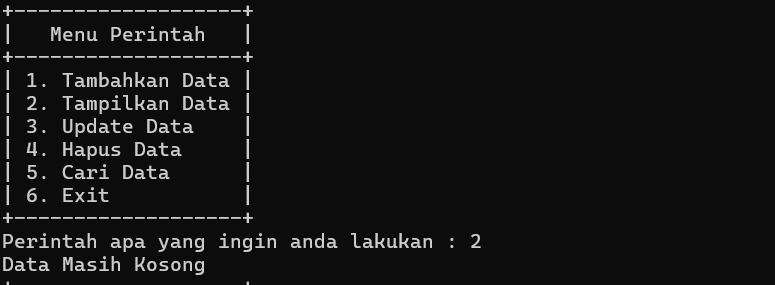 +-------------------+
|   Menu Perintah   |
+-------------------+
| 1. Tambahkan Data |
| 2. Tampilkan Data |
| 3. Update Data    |
| 4. Hapus Data     |
| 5. Cari Data      |
| 6. Exit           |
+-------------------+
Perintah apa yang ingin anda lakukan : 2
Data Masih Kosong
+-------------------+